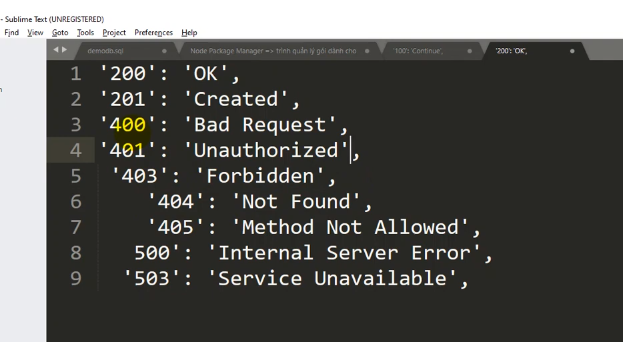 - Sublime Text (UNREGISTERED)
Find View Goto Tools Project Preferences Help
demodb.sql Node Package Manager => trình quản lý gói dành cho '100': 'Continue', '200': 'OK',
1 '200': 'OK',
2 '201': 'Created',
3 '400': 'Bad Request',
4 '401': 'Unauthorized',
5 '403': 'Forbidden',
6 '404': 'Not Found',
7 '405': 'Method Not Allowed',
8 500': 'Internal Server Error',
9 '503': 'Service Unavailable',